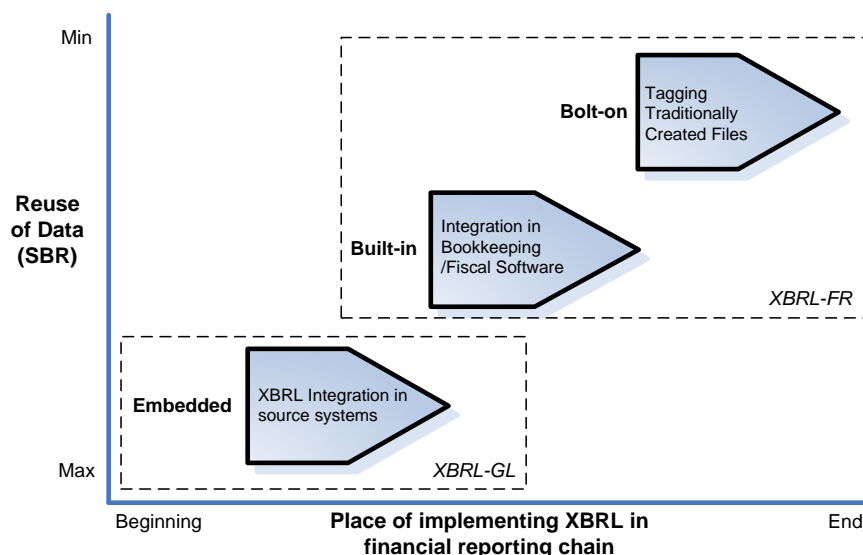 Min
Bolt-on
Tagging
Traditionally
Created Files
Reuse
of Data
(SBR)
Built-in
Integration in
Bookkeeping
/Fiscal Software
XBRL-FR
Embedded
XBRL Integration in
source systems
XBRL-GL
Max
Beginning
Place of implementing XBRL in
financial reporting chain
End